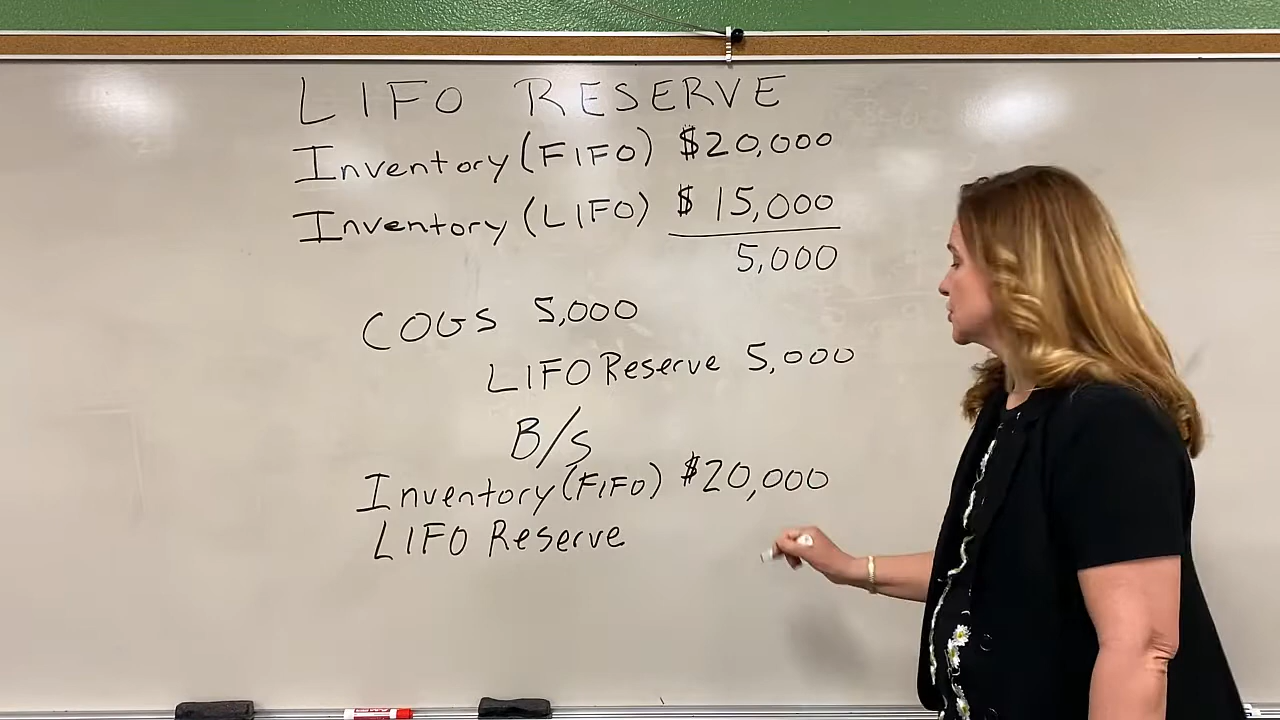 LIFO RESERVE
Inventory (FIFO) $20,000
Inventory (LIFO) $ 15,000
5,000
COGS 5,000
LIFO Reserve 5,000
B/S
Inventory (FIFO) $20,000
LIFO Reserve